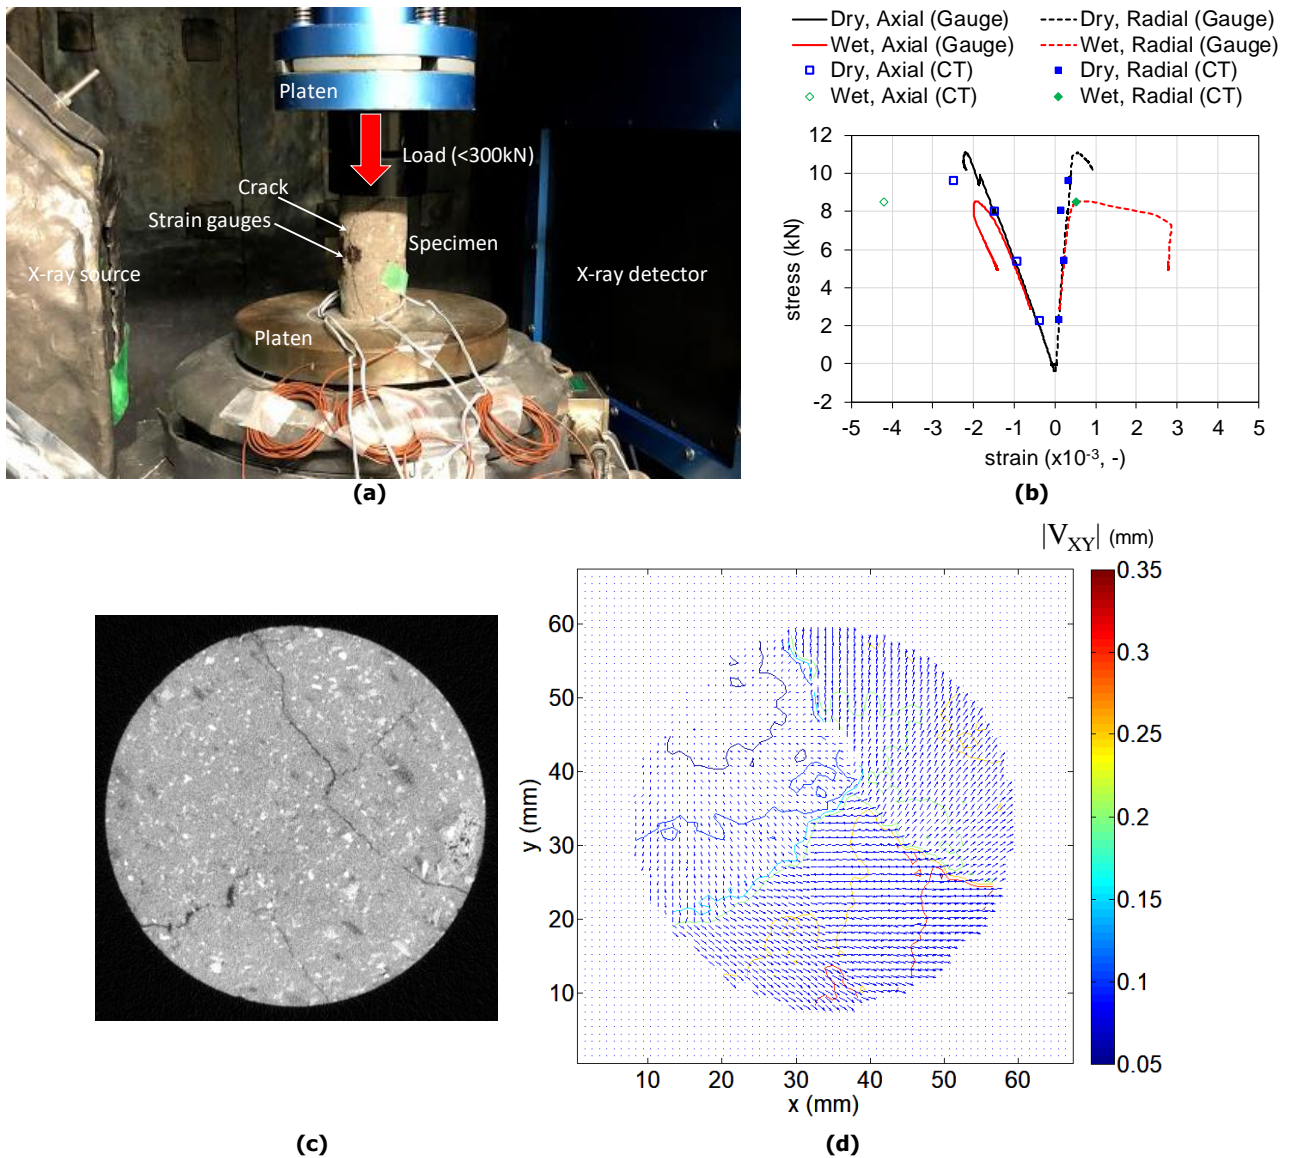 Platen
Load (<300kN)
Crack
Strain gauges
Specimen
X-ray source
X-ray detector
Platen
(a)
Dry, Axial (Gauge)
Dry, Radial (Gauge)
Wet, Axial (Gauge)
Wet, Radial (Gauge)
Dry, Axial (CT)
Dry, Radial (CT)
Wet, Axial (CT)
Wet, Radial (CT)
12
10
8
6
4
2
0
-2
stress (kN)
-5 -4 -3 -2 -1 0 1 2 3 4 5
strain (x10⁻³, -)
(b)
(c)
|V_XY| (mm)
0.35
0.3
0.25
0.2
0.15
0.1
0.05
60
50
40
30
20
10
y (mm)
10 20 30 40 50 60
x (mm)
(d)